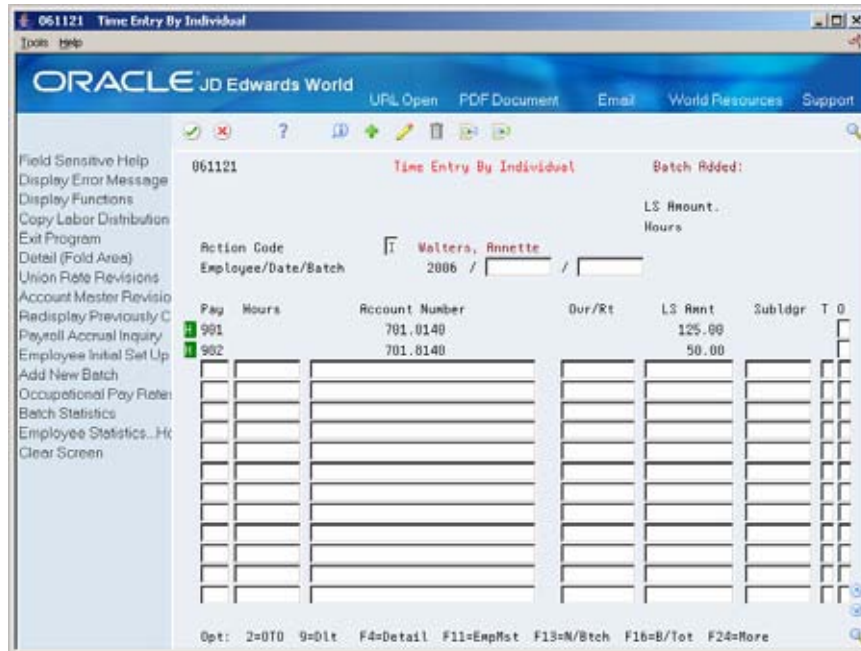 061121 Time Entry By Individual
Tools Help
ORACLE JD Edwards World
URL Open PDF Document Email World Resources Support
Field Sensitive Help
Display Error Message
Display Functions
Copy Labor Distribution
Exit Program
Detail (Fold Area)
Union Rate Revisions
Account Master Revisio
Redisplay Previously C
Payroll Accrual Inquiry
Employee Initial Set Up
Add New Batch
Occupational Pay Rates
Batch Statistics
Employee Statistics...Ho
Clear Screen
061121 Time Entry By Individual Batch Added:
LS Amount.
Hours
Action Code I Walters, Annette
Employee/Date/Batch 2006 / /
Pay Hours Account Number Ovr/Rt LS Amnt Subldgr T O
901 701.8140 125.00
902 701.8140 50.00
Opt: 2=OTO 9=Dlt F4=Detail F11=EmpMst F13=N/Btch F16=B/Tot F24=More